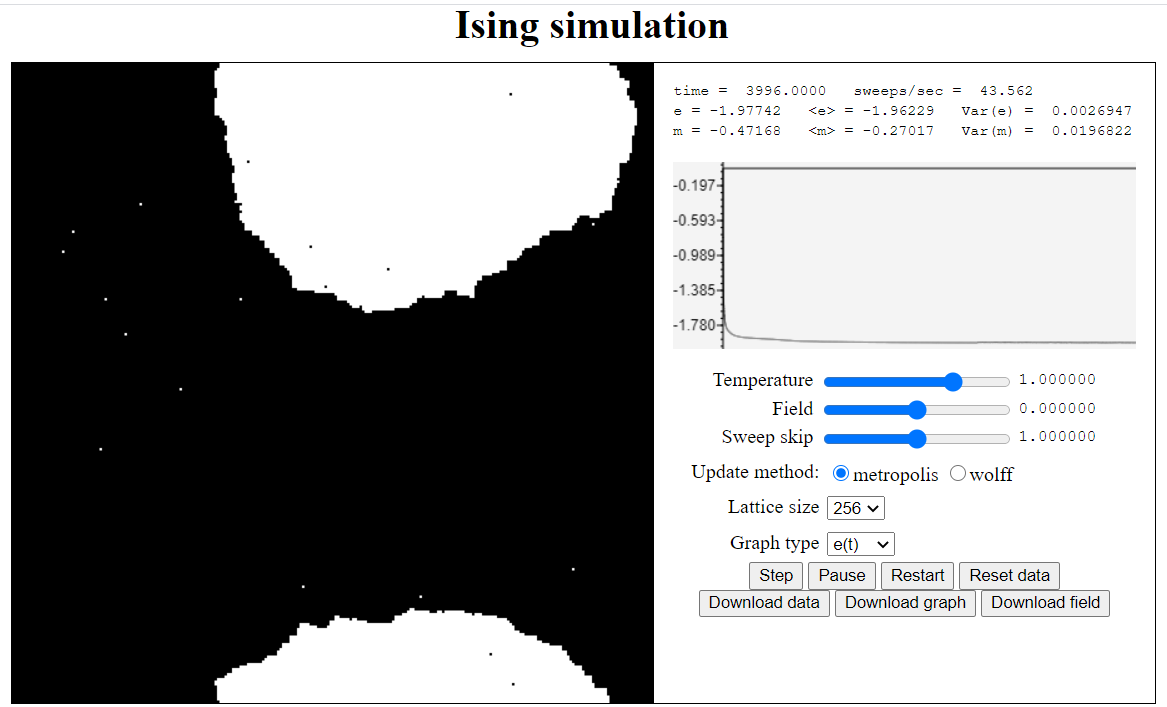 Ising simulation
time = 3996.0000 sweeps/sec = 43.562
e = -1.97742 <e> = -1.96229 Var(e) = 0.0026947
m = -0.47168 <m> = -0.27017 Var(m) = 0.0196822
-0.197
-0.593
-0.989
-1.385
-1.780
Temperature 1.000000
Field 0.000000
Sweep skip 1.000000
Update method: metropolis wolff
Lattice size 256
Graph type e(t)
Step Pause Restart Reset data
Download data Download graph Download field